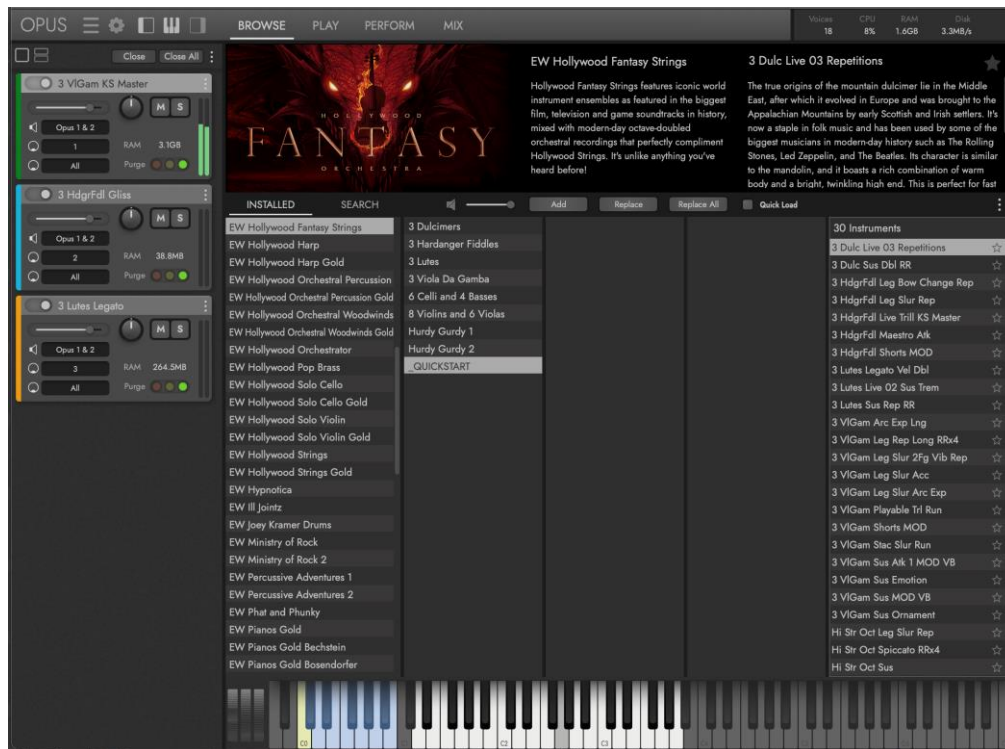 OPUS
BROWSE
PLAY
PERFORM
MIX
Voices
18
CPU
8%
RAM
1.6GB
Disk
3.3MB/s
Close
Close All
3 VlGam KS Master
M
S
Opus 1 & 2
1
RAM
3.1GB
All
Purge
3 HdgrFdl Gliss
M
S
Opus 1 & 2
2
RAM
38.8MB
All
Purge
3 Lutes Legato
M
S
Opus 1 & 2
3
RAM
264.5MB
All
Purge
HOLLYWOOD
FANTASY
ORCHESTRA
EW Hollywood Fantasy Strings
Hollywood Fantasy Strings features iconic world
instrument ensembles as featured in the biggest
film, television and game soundtracks in history,
mixed with modern-day octave-doubled
orchestral recordings that perfectly compliment
Hollywood Strings. It's unlike anything you've
heard before!
3 Dulc Live 03 Repetitions
The true origins of the mountain dulcimer lie in the Middle
East, after which it evolved in Europe and was brought to the
Appalachian Mountains by early Scottish and Irish settlers. It's
now a staple in folk music and has been used by some of the
biggest musicians in modern-day history such as The Rolling
Stones, Led Zeppelin, and The Beatles. Its character is similar
to the mandolin, and it boasts a rich combination of warm
body and a bright, twinkling high end. This is perfect for fast
INSTALLED
SEARCH
Add
Replace
Replace All
Quick Load
EW Hollywood Fantasy Strings
EW Hollywood Harp
EW Hollywood Harp Gold
EW Hollywood Orchestral Percussion
EW Hollywood Orchestral Percussion Gold
EW Hollywood Orchestral Woodwinds
EW Hollywood Orchestral Woodwinds Gold
EW Hollywood Orchestrator
EW Hollywood Pop Brass
EW Hollywood Solo Cello
EW Hollywood Solo Cello Gold
EW Hollywood Solo Violin
EW Hollywood Solo Violin Gold
EW Hollywood Strings
EW Hollywood Strings Gold
EW Hypnotica
EW Ill Jointz
EW Joey Kramer Drums
EW Ministry of Rock
EW Ministry of Rock 2
EW Percussive Adventures 1
EW Percussive Adventures 2
EW Phat and Phunky
EW Pianos Gold
EW Pianos Gold Bechstein
EW Pianos Gold Bosendorfer
3 Dulcimers
3 Hardanger Fiddles
3 Lutes
3 Viola Da Gamba
6 Celli and 4 Basses
8 Violins and 6 Violas
Hurdy Gurdy 1
Hurdy Gurdy 2
_QUICKSTART
30 Instruments
3 Dulc Live 03 Repetitions
3 Dulc Sus Dbl RR
3 HdgrFdl Leg Bow Change Rep
3 HdgrFdl Leg Slur Rep
3 HdgrFdl Live Trill KS Master
3 HdgrFdl Maestro Atk
3 HdgrFdl Shorts MOD
3 Lutes Legato Vel Dbl
3 Lutes Live 02 Sus Trem
3 Lutes Sus Rep RR
3 VlGam Arc Exp Lng
3 VlGam Leg Rep Long RRx4
3 VlGam Leg Slur 2Fg Vib Rep
3 VlGam Leg Slur Acc
3 VlGam Leg Slur Arc Exp
3 VlGam Playable Trl Run
3 VlGam Shorts MOD
3 VlGam Stac Slur Run
3 VlGam Sus Atk 1 MOD VB
3 VlGam Sus Emotion
3 VlGam Sus MOD VB
3 VlGam Sus Ornament
Hi Str Oct Leg Slur Rep
Hi Str Oct Spiccato RRx4
Hi Str Oct Sus
C0
C2
C3